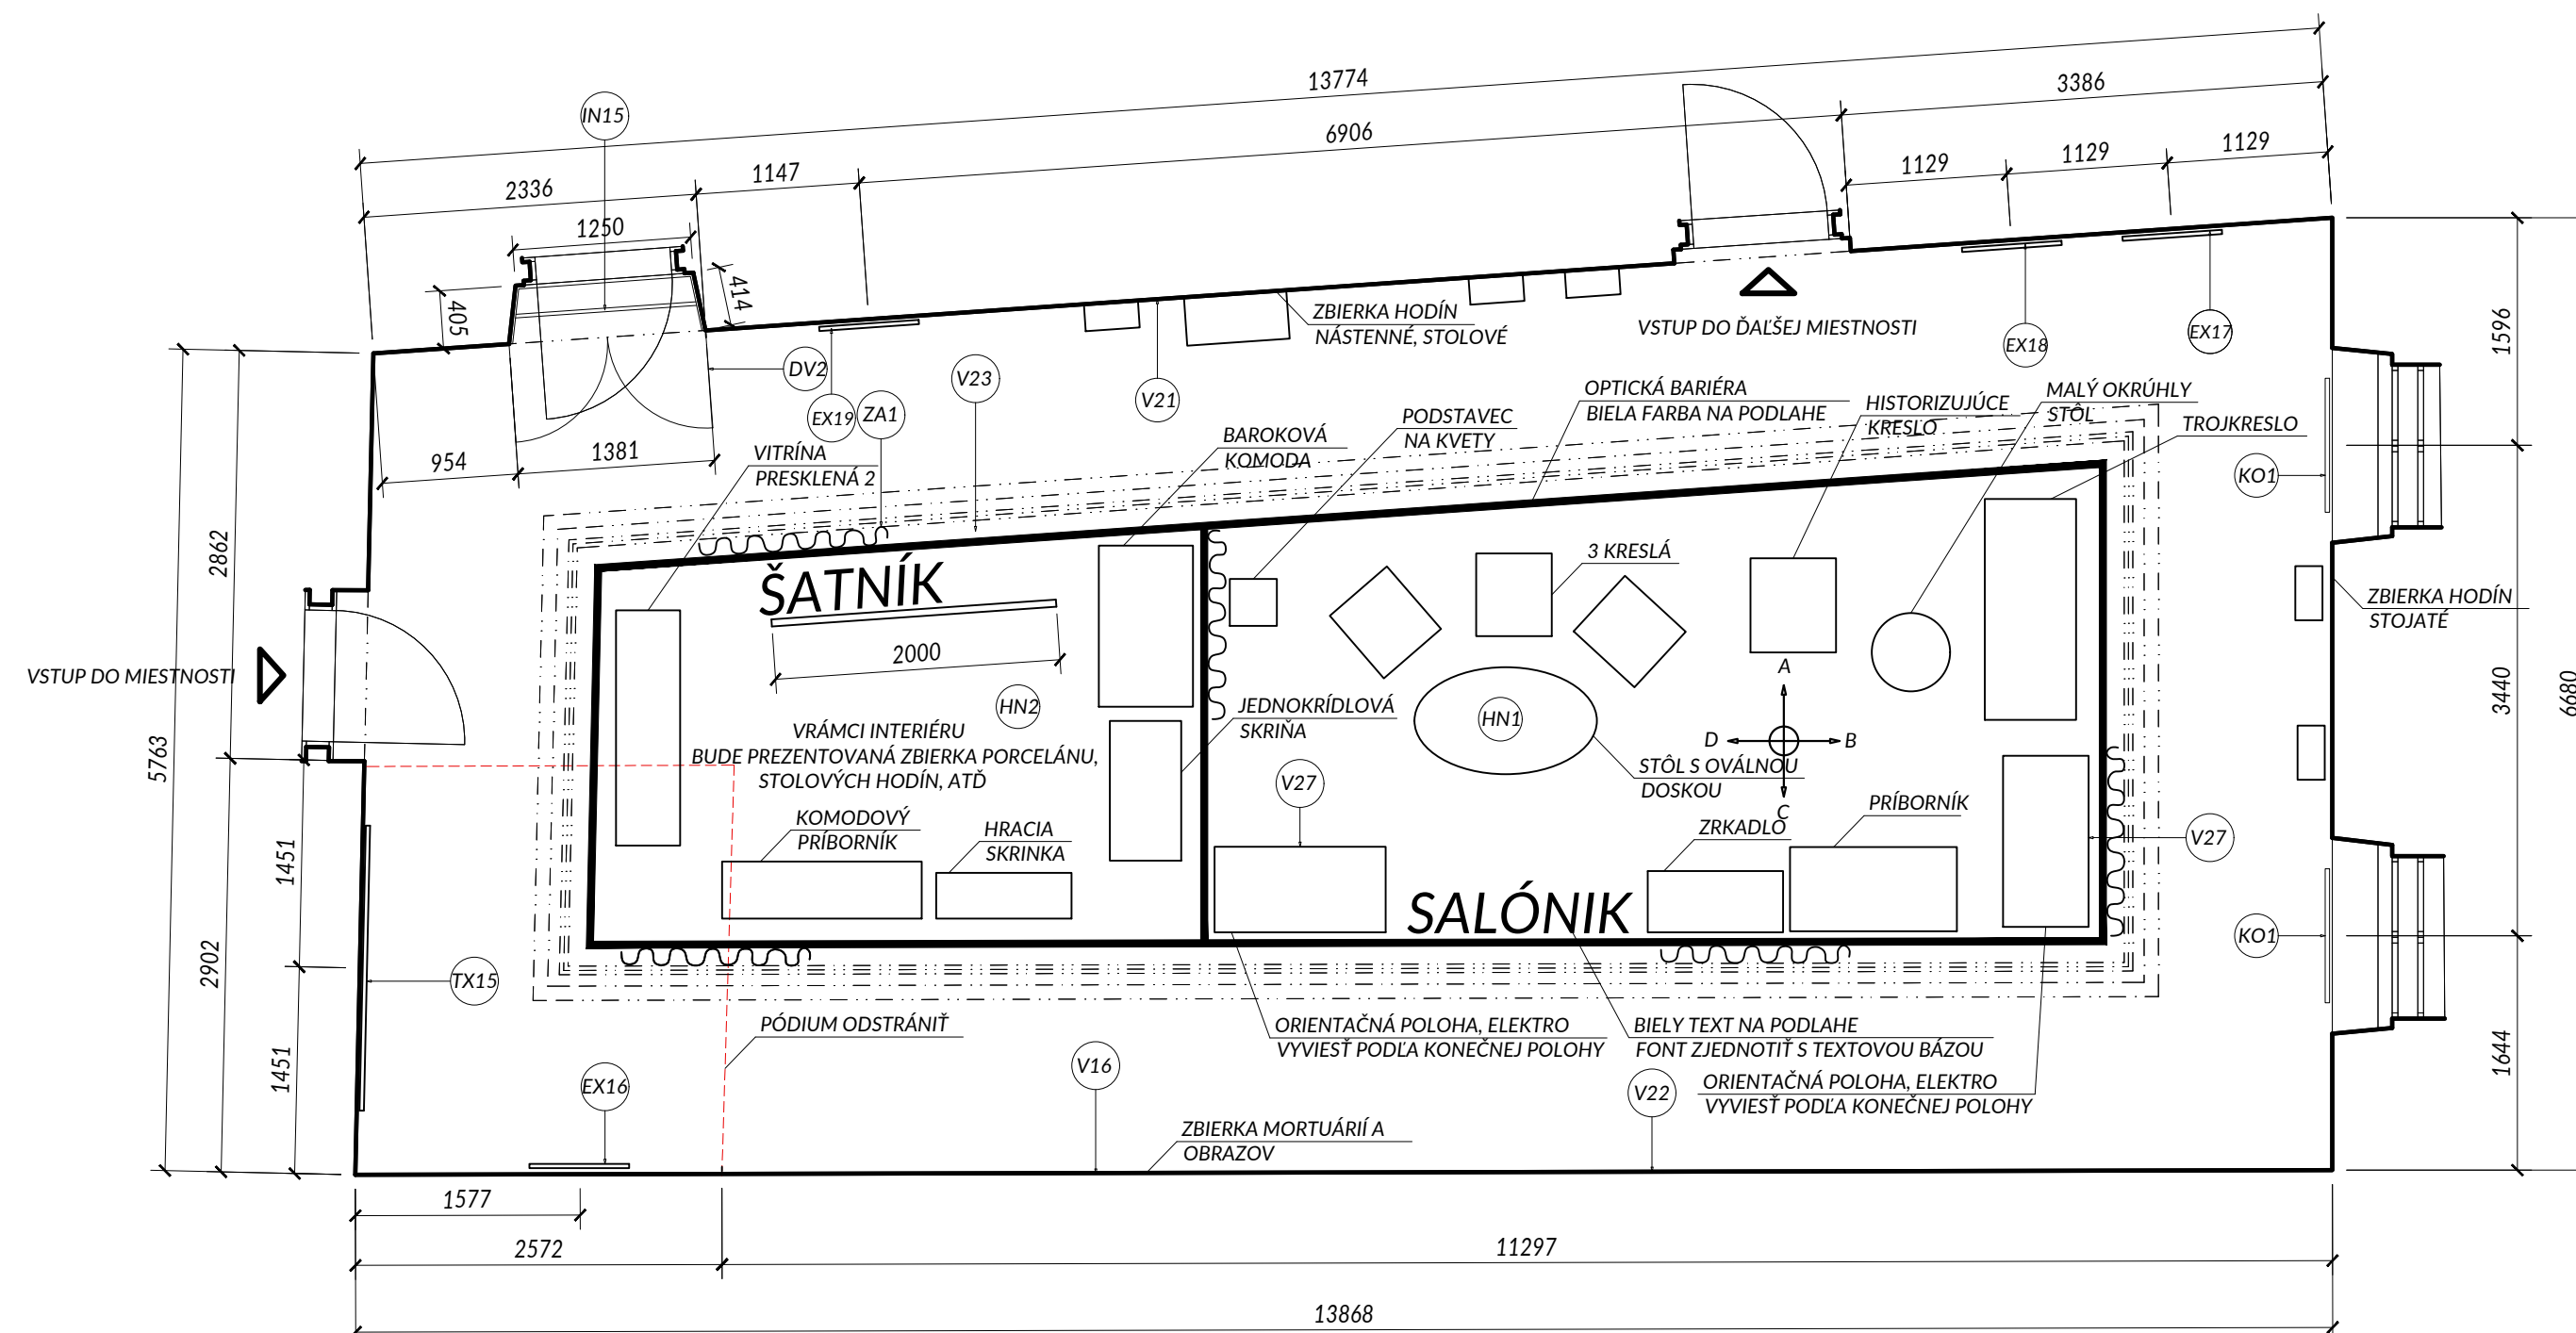 13774
3386
IN15
6906
1129
1129
1129
1147
2336
1250
414
405
ZBIERKA HODÍN
NÁSTENNÉ, STOLOVÉ
VSTUP DO ĎAĽŠEJ MIESTNOSTI
EX18
EX17
1596
DV2
EX19
ZA1
V23
V21
OPTICKÁ BARIÉRA
BIELA FARBA NA PODLAHE
HISTORIZUJÚCE
KRESLO
MALÝ OKRÚHLY
STÔL
TROJKRESLO
PODSTAVEC
NA KVETY
BAROKOVÁ
KOMODA
VITRÍNA
PRESKLENÁ 2
954
1381
KO1
2862
ŠATNÍK
3 KRESLÁ
ZBIERKA HODÍN
STOJATÉ
2000
VSTUP DO MIESTNOSTI
HN2
HN1
JEDNOKRÍDLOVÁ
SKRIŇA
A
B
C
D
3440
6680
5763
VRÁMCI INTERIÉRU
BUDE PREZENTOVANÁ ZBIERKA PORCELÁNU,
STOLOVÝCH HODÍN, ATĎ
STÔL S OVÁLNOU
DOSKOU
V27
PRÍBORNÍK
ZRKADLO
V27
KOMODOVÝ
PRÍBORNÍK
HRACIA
SKRINKA
1451
SALÓNIK
KO1
2902
TX15
PÓDIUM ODSTRÁNIŤ
ORIENTAČNÁ POLOHA, ELEKTRO
VYVIESŤ PODĽA KONEČNEJ POLOHY
BIELY TEXT NA PODLAHE
FONT ZJEDNOTIŤ S TEXTOVOU BÁZOU
1451
EX16
V16
V22
ORIENTAČNÁ POLOHA, ELEKTRO
VYVIESŤ PODĽA KONEČNEJ POLOHY
1644
ZBIERKA MORTUÁRIÍ A
OBRAZOV
1577
2572
11297
13868